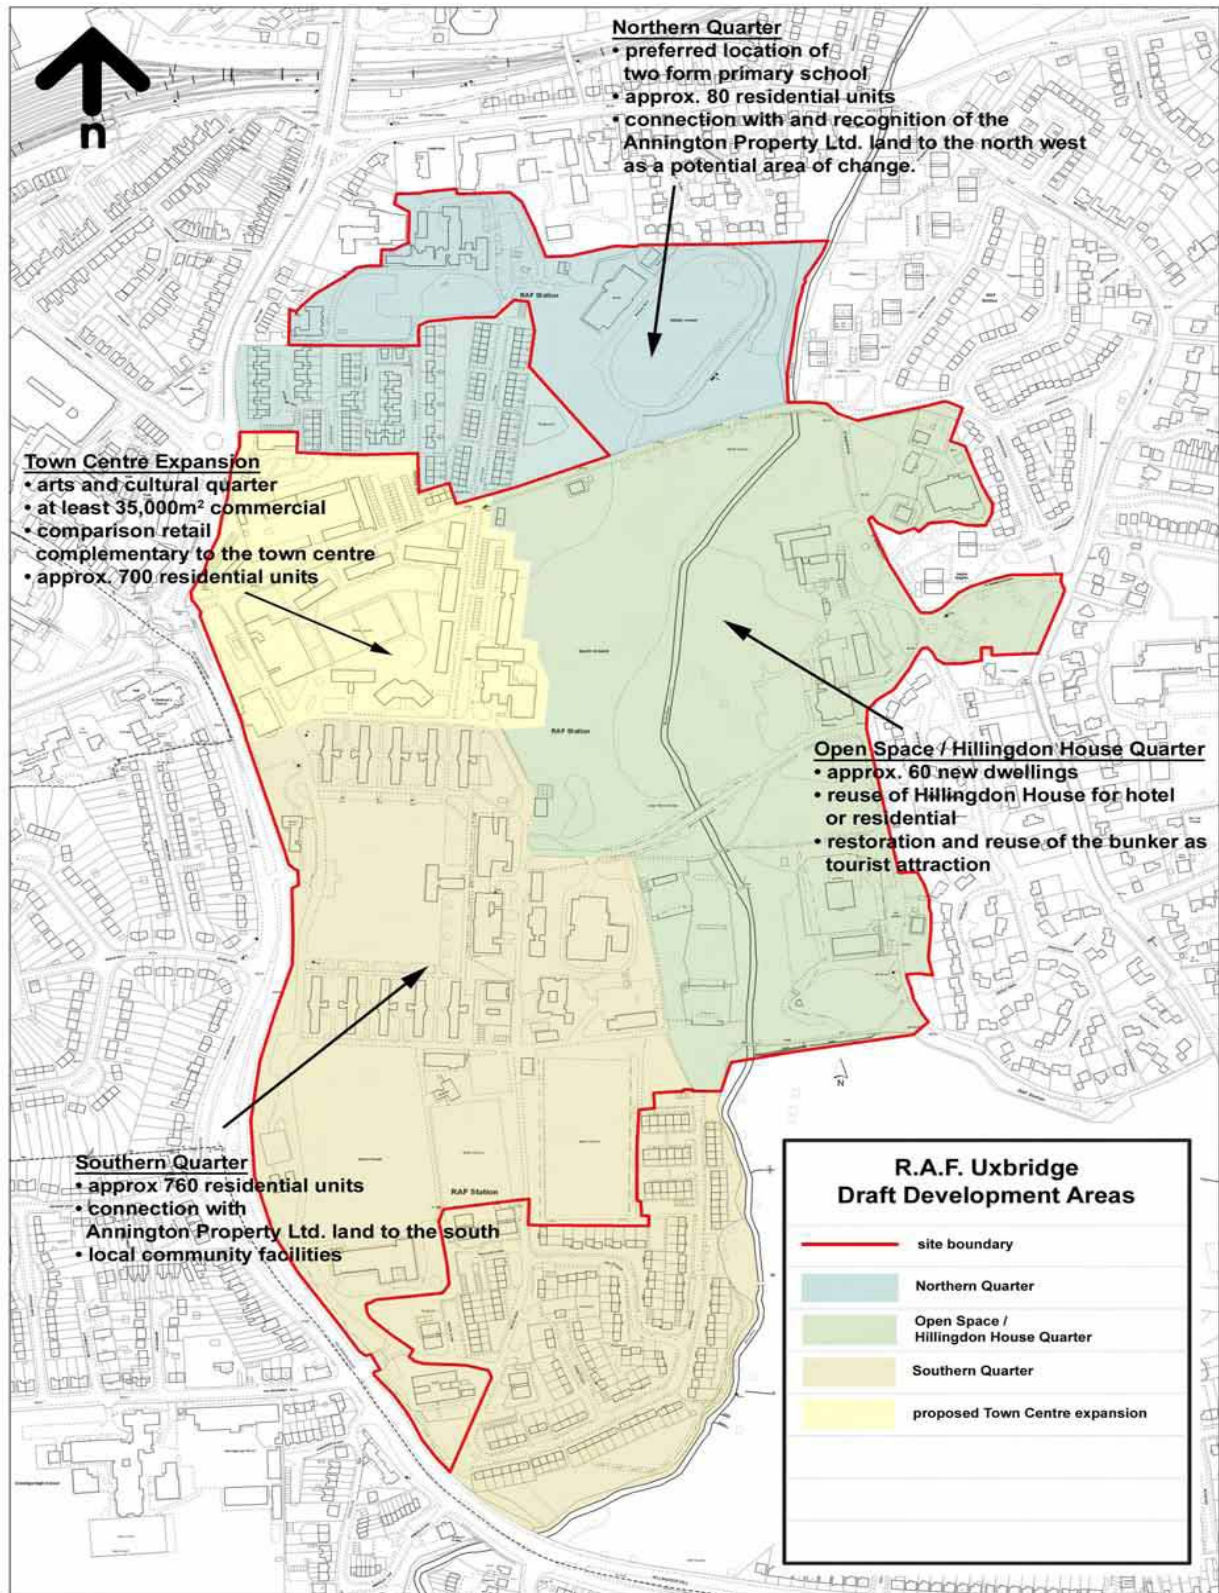 n
Northern Quarter
• preferred location of
two form primary school
• approx. 80 residential units
• connection with and recognition of the
Annington Property Ltd. land to the north west
as a potential area of change.
RAF Station
Town Centre Expansion
• arts and cultural quarter
• at least 35,000m² commercial
• comparison retail
complementary to the town centre
• approx. 700 residential units
RAF Station
Open Space / Hillingdon House Quarter
• approx. 60 new dwellings
• reuse of Hillingdon House for hotel
or residential
• restoration and reuse of the bunker as
tourist attraction
N
Southern Quarter
• approx 760 residential units
• connection with
Annington Property Ltd. land to the south
• local community facilities
RAF Station
R.A.F. Uxbridge
Draft Development Areas
site boundary
Northern Quarter
Open Space /
Hillingdon House Quarter
Southern Quarter
proposed Town Centre expansion